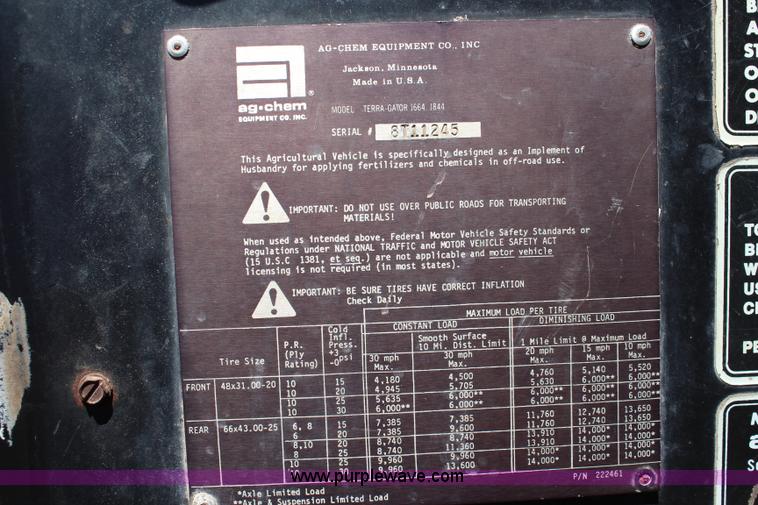 AG-CHEM EQUIPMENT CO., INC
Jackson, Minnesota
Made in U.S.A.
ag•chem ®
EQUIPMENT CO. INC.
MODEL TERRA-GATOR 1664, 1844
SERIAL # 8T11245
This Agricultural Vehicle is specifically designed as an Implement of
Husbandry for applying fertilizers and chemicals in off-road use.
IMPORTANT: DO NOT USE OVER PUBLIC ROADS FOR TRANSPORTING
MATERIALS!
When used as intended above, Federal Motor Vehicle Safety Standards or
Regulations under NATIONAL TRAFFIC and MOTOR VEHICLE SAFETY ACT
(15 U.S.C 1381, et seq.) are not applicable and motor vehicle
licensing is not required (in most states).
IMPORTANT: BE SURE TIRES HAVE CORRECT INFLATION
Check Daily
MAXIMUM LOAD PER TIRE
CONSTANT LOAD DIMINISHING LOAD
Tire Size P.R. (Ply Rating) Cold Infl. Press. +3 -0 psi 30 mph Max. Smooth Surface 10 Mi. Dist. Limit 30 mph Max. 1 Mile Limit @ Maximum Load 20 mph Max. 15 mph Max. 10 mph Max.
FRONT 48x31.00-20 10 15 4,180 4,500 4,760 5,140 5,520
10 20 4,945 5,705 5,630 6,000** 6,000**
10 25 5,635 6,000** 6,000** 6,000** 6,000**
10 30 6,000** 6,000** 6,000** 6,000** 6,000**
REAR 66x43.00-25 6, 8 15 7,385 7,385 11,760 12,740 13,650
6 20 7,385 9,600 11,760 12,740 13,650
8,10 20 8,740 8,740 13,910 14,000* 14,000*
8 25 8,740 11,360 13,910 14,000* 14,000*
10 25 9,960 9,960 14,000* 14,000* 14,000*
9,960 13,600 14,000* 14,000* 14,000*
P/N 222461
www.purplewave.com
*Axle Limited Load
**Axle & Suspension Limited Load